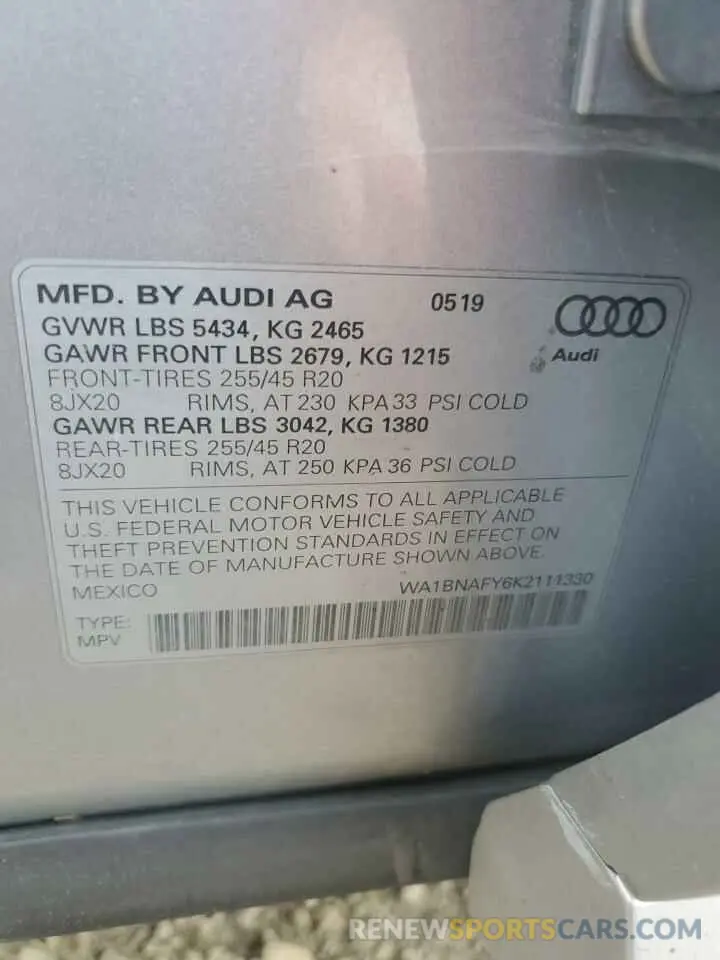 MFD. BY AUDI AG 0519
GVWR LBS 5434, KG 2465
GAWR FRONT LBS 2679, KG 1215
Audi
FRONT-TIRES 255/45 R20
8JX20 RIMS, AT 230 KPA 33 PSI COLD
GAWR REAR LBS 3042, KG 1380
REAR-TIRES 255/45 R20
8JX20 RIMS, AT 250 KPA 36 PSI COLD
THIS VEHICLE CONFORMS TO ALL APPLICABLE
U.S. FEDERAL MOTOR VEHICLE SAFETY AND
THEFT PREVENTION STANDARDS IN EFFECT ON
THE DATE OF MANUFACTURE SHOWN ABOVE.
MEXICO WA1BNAFY6K2111330
TYPE:
MPV
RENEWSPORTSCARS.COM